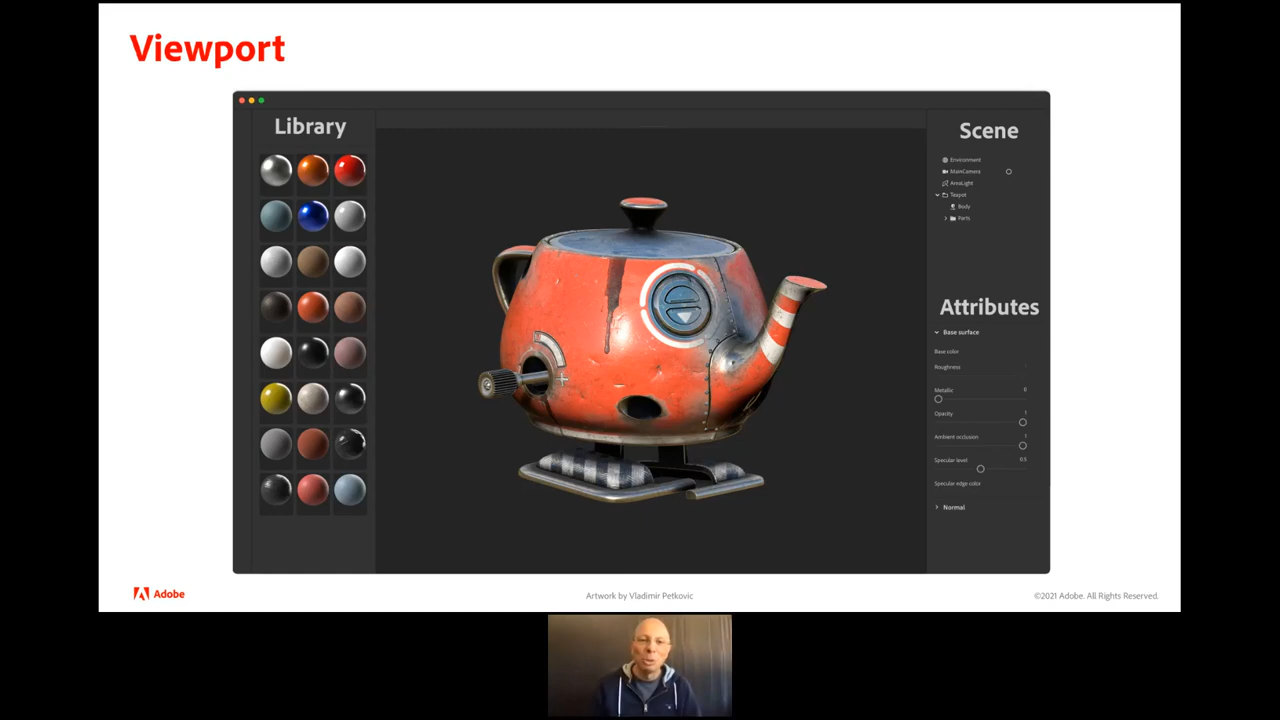 Viewport
Library
Scene
Environment
MainCamera
AreaLight
Teapot
Body
Parts
Attributes
Base surface
Base color
Roughness
Metallic 0
Opacity 1
Ambient occlusion 1
Specular level 0.5
Specular edge color
Normal
Adobe
Artwork by Vladimir Petkovic
©2021 Adobe. All Rights Reserved.